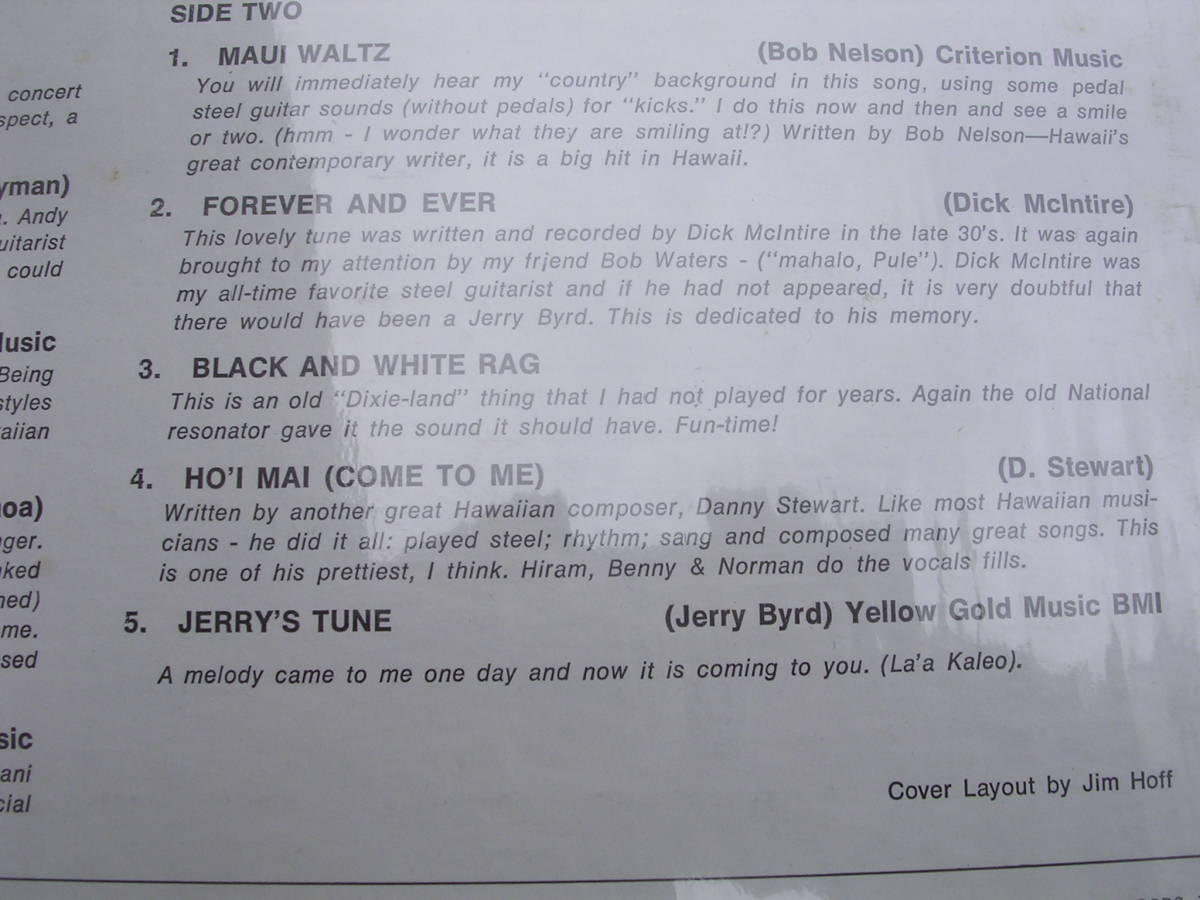 concert
spect, a
yman)
. Andy
uitarist
could
Music
Being
styles
aiian
oa)
ger.
ked
ned)
me.
sed
sic
ani
cial
SIDE TWO
1. MAUI WALTZ (Bob Nelson) Criterion Music
You will immediately hear my “country” background in this song, using some pedal
steel guitar sounds (without pedals) for “kicks.” I do this now and then and see a smile
or two. (hmm - I wonder what they are smiling at!?) Written by Bob Nelson—Hawaii's
great contemporary writer, it is a big hit in Hawaii.
2. FOREVER AND EVER (Dick McIntire)
This lovely tune was written and recorded by Dick McIntire in the late 30's. It was again
brought to my attention by my friend Bob Waters - (“mahalo, Pule”). Dick McIntire was
my all-time favorite steel guitarist and if he had not appeared, it is very doubtful that
there would have been a Jerry Byrd. This is dedicated to his memory.
3. BLACK AND WHITE RAG
This is an old “Dixie-land” thing that I had not played for years. Again the old National
resonator gave it the sound it should have. Fun-time!
4. HO'I MAI (COME TO ME) (D. Stewart)
Written by another great Hawaiian composer, Danny Stewart. Like most Hawaiian musi-
cians - he did it all: played steel; rhythm; sang and composed many great songs. This
is one of his prettiest, I think. Hiram, Benny & Norman do the vocals fills.
5. JERRY'S TUNE (Jerry Byrd) Yellow Gold Music BMI
A melody came to me one day and now it is coming to you. (La'a Kaleo).
Cover Layout by Jim Hoff